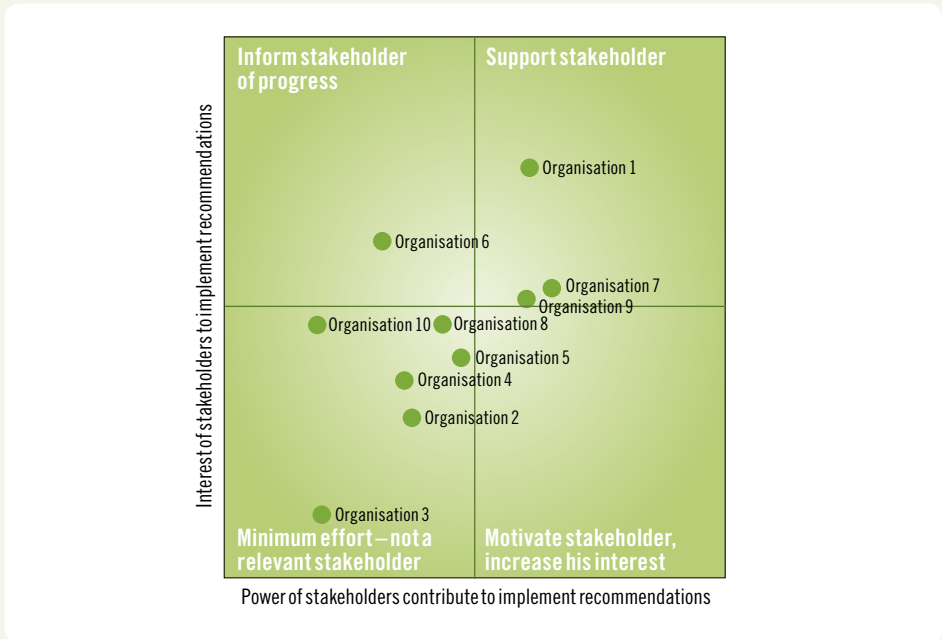 Inform stakeholder
of progress
Support stakeholder
Organisation 1
Organisation 6
Organisation 7
Organisation 9
Organisation 10
Organisation 8
Organisation 5
Organisation 4
Organisation 2
Organisation 3
Minimum effort – not a
relevant stakeholder
Motivate stakeholder,
increase his interest
Interest of stakeholders to implement recommendations
Power of stakeholders contribute to implement recommendations